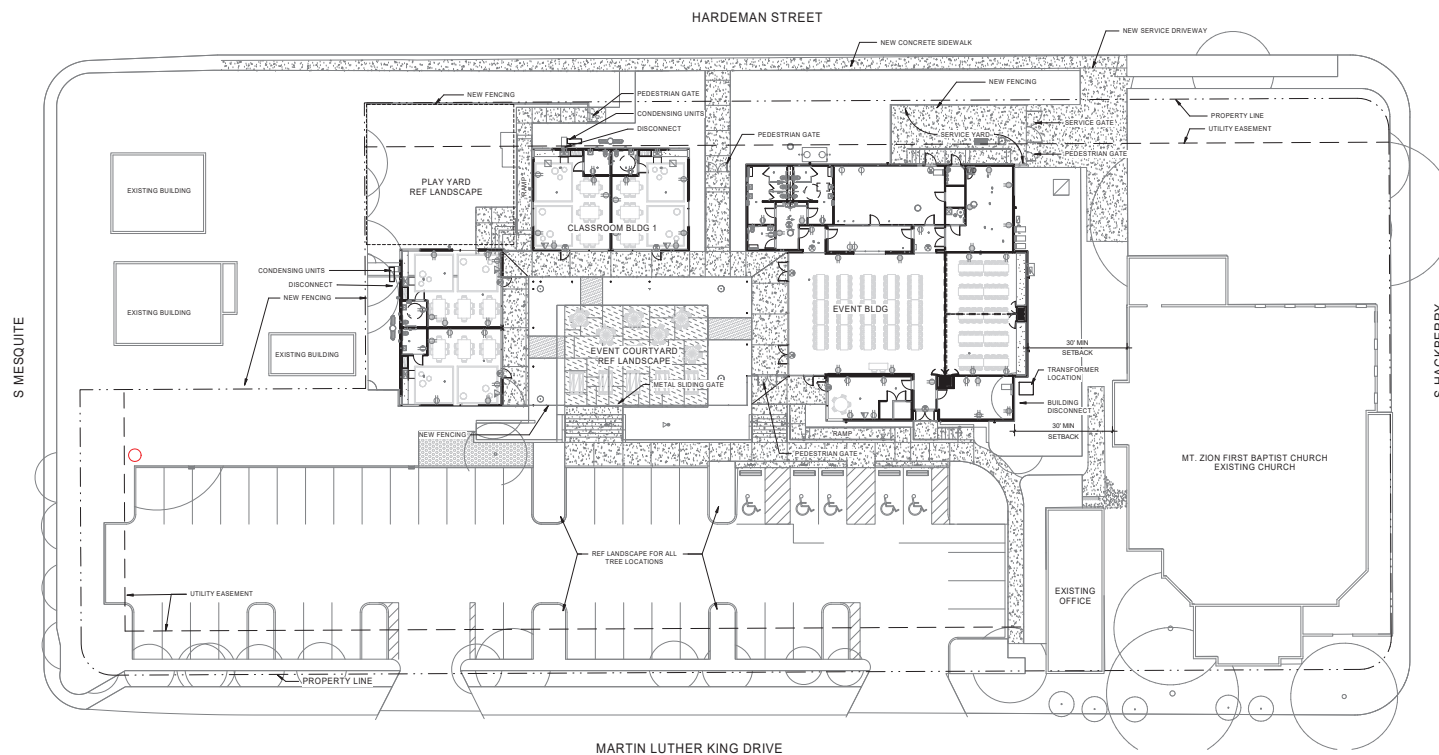 HARDEMAN STREET
NEW SERVICE DRIVEWAY
NEW CONCRETE SIDEWALK
NEW FENCING
PEDESTRIAN GATE
CONDENSING UNITS
DISCONNECT
PEDESTRIAN GATE
NEW FENCING
PROPERTY LINE
SERVICE GATE
UTILITY EASEMENT
SERVICE YARD
PEDESTRIAN GATE
EXISTING BUILDING
PLAY YARD
REF LANDSCAPE
RAMP
CLASSROOM BLDG 1
CONDENSING UNITS
DISCONNECT
NEW FENCING
EXISTING BUILDING
EVENT BLDG
S MESQUITE
S HACKBERRY
EXISTING BUILDING
EVENT COURTYARD
REF LANDSCAPE
METAL SLIDING GATE
30' MIN
SETBACK
TRANSFORMER
LOCATION
BUILDING
DISCONNECT
30' MIN
SETBACK
NEW FENCING
RAMP
PEDESTRIAN GATE
MT. ZION FIRST BAPTIST CHURCH
EXISTING CHURCH
REF LANDSCAPE FOR ALL
TREE LOCATIONS
UTILITY EASEMENT
EXISTING
OFFICE
PROPERTY LINE
MARTIN LUTHER KING DRIVE